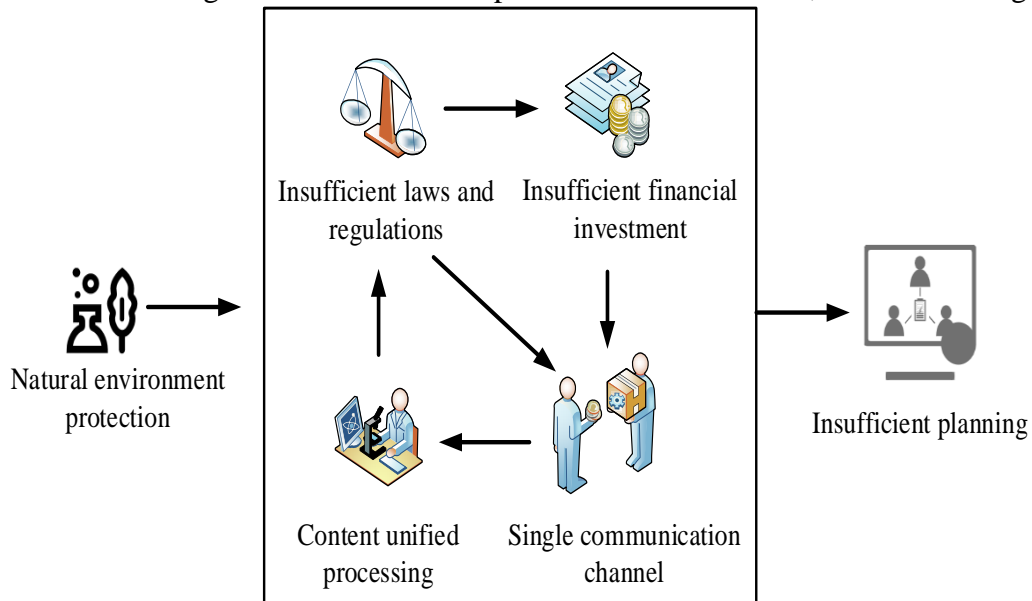 Insufficient laws and
regulations
Insufficient financial
investment
Natural environment
protection
Insufficient planning
Content unified
processing
Single communication
channel